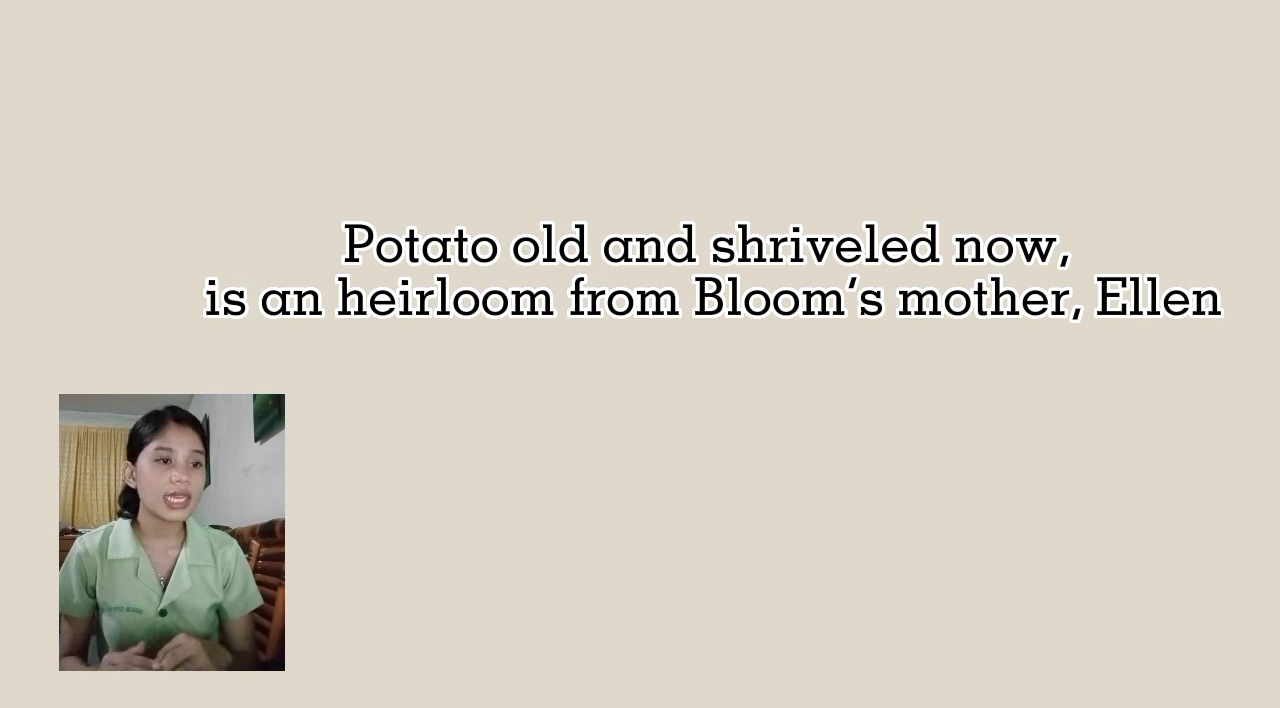 Potato old and shriveled now,
is an heirloom from Bloom’s mother, Ellen